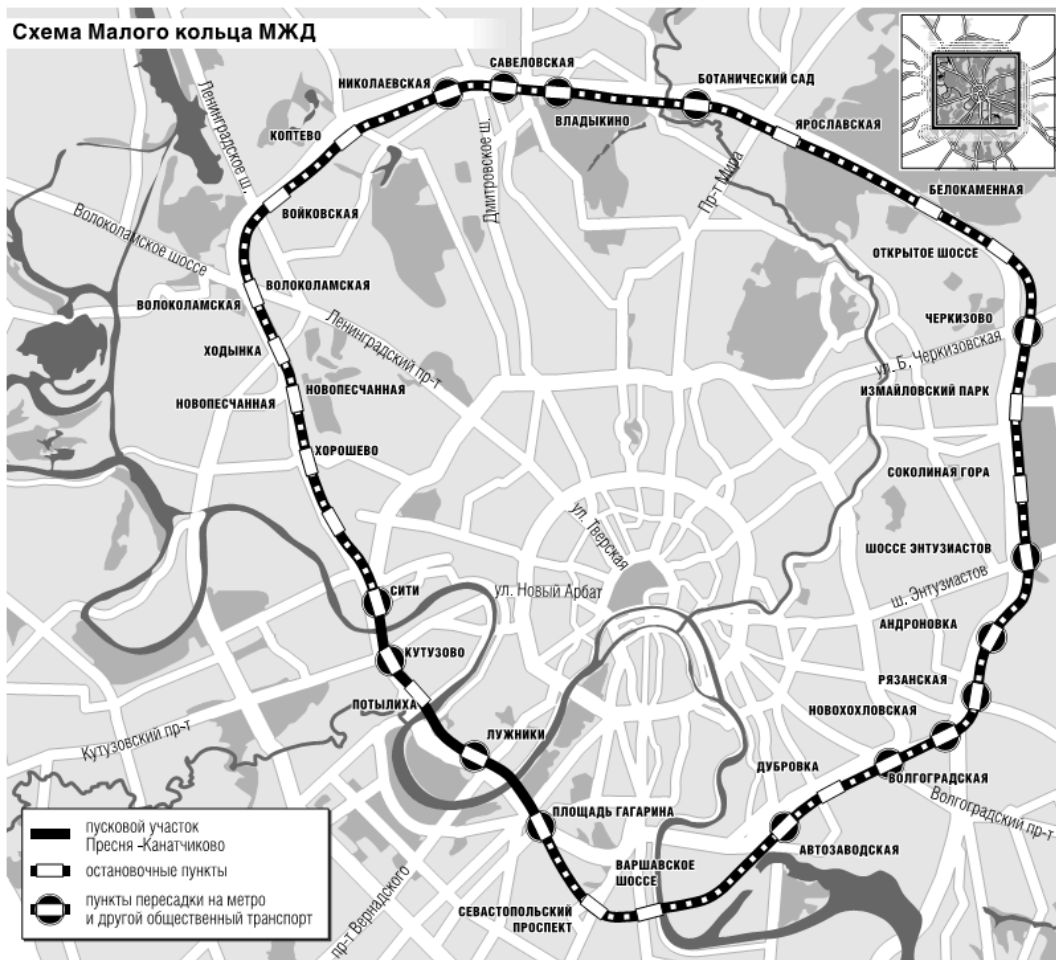 Схема Малого кольца МЖД
САВЕЛОВСКАЯ
НИКОЛАЕВСКАЯ
БОТАНИЧЕСКИЙ САД
ВЛАДЫКИНО
ЯРОСЛАВСКАЯ
КОПТЕВО
Ленинградское ш.
Дмитровское ш.
Пр-т Мира
БЕЛОКАМЕННАЯ
ВОЙКОВСКАЯ
Волоколамское шоссе
ОТКРЫТОЕ ШОССЕ
ВОЛОКОЛАМСКАЯ
ВОЛОКОЛАМСКАЯ
ЧЕРКИЗОВО
Ленинградский пр-т
ул. Б. Черкизовская
ХОДЫНКА
НОВОПЕСЧАННАЯ
НОВОПЕСЧАННАЯ
ИЗМАЙЛОВСКИЙ ПАРК
ХОРОШЕВО
СОКОЛИНАЯ ГОРА
ул. Тверская
ШОССЕ ЭНТУЗИАСТОВ
СИТИ
ул. Новый Арбат
ш. Энтузиастов
АНДРОНОВКА
КУТУЗОВО
РЯЗАНСКАЯ
ПОТЫЛИХА
НОВОХОХЛОВСКАЯ
Кутузовский пр-т
ЛУЖНИКИ
ДУБРОВКА
ВОЛГОГРАДСКАЯ
Волгоградский пр-т
ПЛОЩАДЬ ГАГАРИНА
АВТОЗАВОДСКАЯ
ВАРШАВСКОЕ
ШОССЕ
СЕВАСТОПОЛЬСКИЙ
ПРОСПЕКТ
пр-т Вернадского
пусковой участок
Пресня -Канатчиково
остановочные пункты
пункты пересадки на метро
и другой общественный транспорт